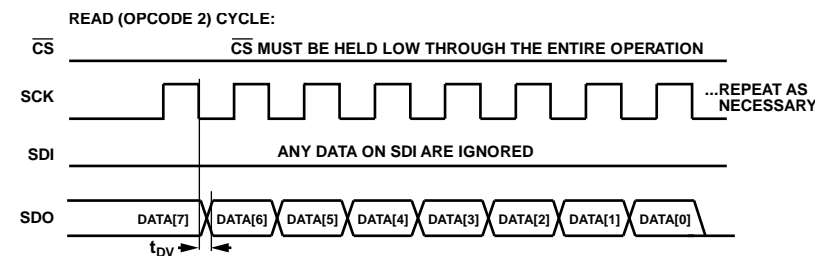 READ (OPCODE 2) CYCLE:
CS
CS MUST BE HELD LOW THROUGH THE ENTIRE OPERATION
SCK
...REPEAT AS
NECESSARY
SDI
ANY DATA ON SDI ARE IGNORED
SDO
DATA[7] DATA[6] DATA[5] DATA[4] DATA[3] DATA[2] DATA[1] DATA[0]
tDV